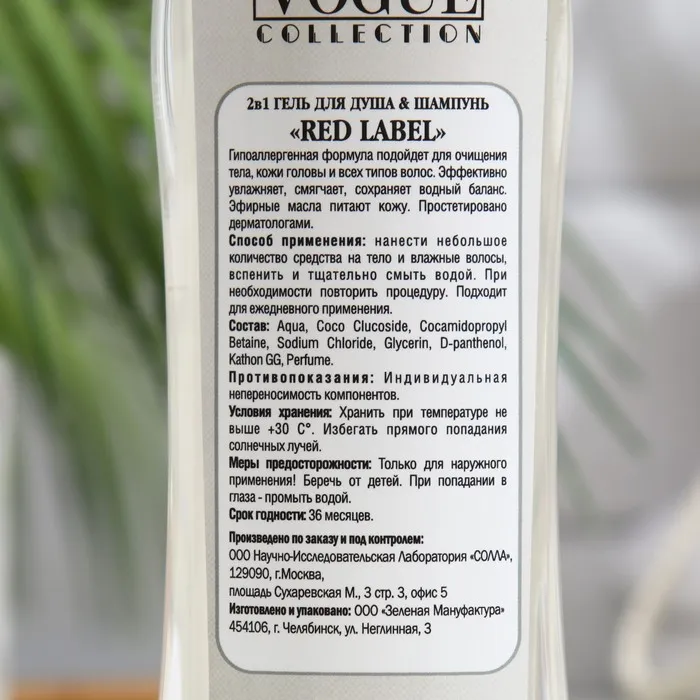 VOGUE
COLLECTION
2в1 ГЕЛЬ ДЛЯ ДУША & ШАМПУНЬ
«RED LABEL»
Гипоаллергенная формула подойдет для очищения
тела, кожи головы и всех типов волос. Эффективно
увлажняет, смягчает, сохраняет водный баланс.
Эфирные масла питают кожу. Простетировано
дерматологами.
Способ применения: нанести небольшое
количество средства на тело и влажные волосы,
вспенить и тщательно смыть водой. При
необходимости повторить процедуру. Подходит
для ежедневного применения.
Состав: Aqua, Coco Glucoside, Cocamidopropyl
Betaine, Sodium Chloride, Glycerin, D-panthenol,
Kathon GG, Perfume.
Противопоказания: Индивидуальная
непереносимость компонентов.
Условия хранения: Хранить при температуре не
выше +30 С°. Избегать прямого попадания
солнечных лучей.
Меры предосторожности: Только для наружного
применения! Беречь от детей. При попадании в
глаза - промыть водой.
Срок годности: 36 месяцев.
Произведено по заказу и под контролем:
ООО Научно-Исследовательская Лаборатория «СОЛЛА»,
129090, г.Москва,
площадь Сухаревская М., 3 стр. 3, офис 5
Изготовлено и упаковано: ООО «Зеленая Мануфактура»
454106, г. Челябинск, ул. Неглинная, 3